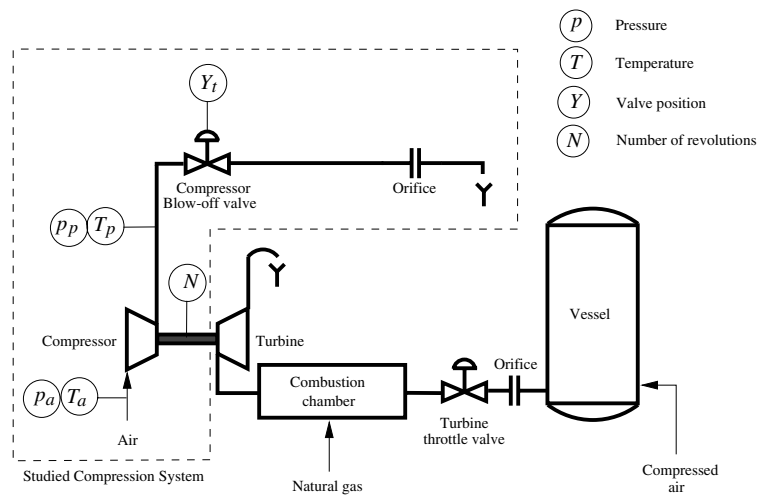 p Pressure
T Temperature
Y Valve position
N Number of revolutions
Y_t
Compressor
Blow-off valve
Orifice
p_p T_p
N
Vessel
Compressor
Turbine
Orifice
Combustion
chamber
p_a T_a
Turbine
throttle valve
Air
Studied Compression System
Natural gas
Compressed
air